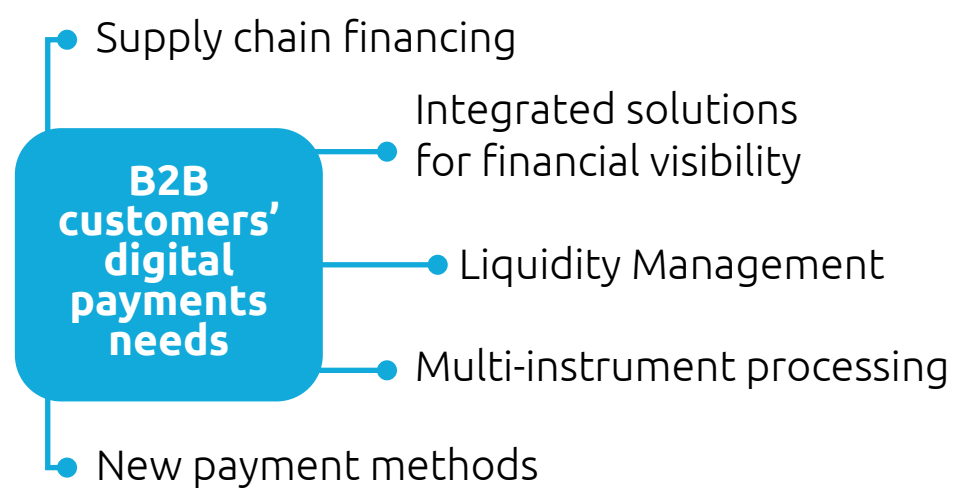 Supply chain financing
Integrated solutions
for financial visibility
B2B
customers’
digital
payments
needs
Liquidity Management
Multi-instrument processing
New payment methods